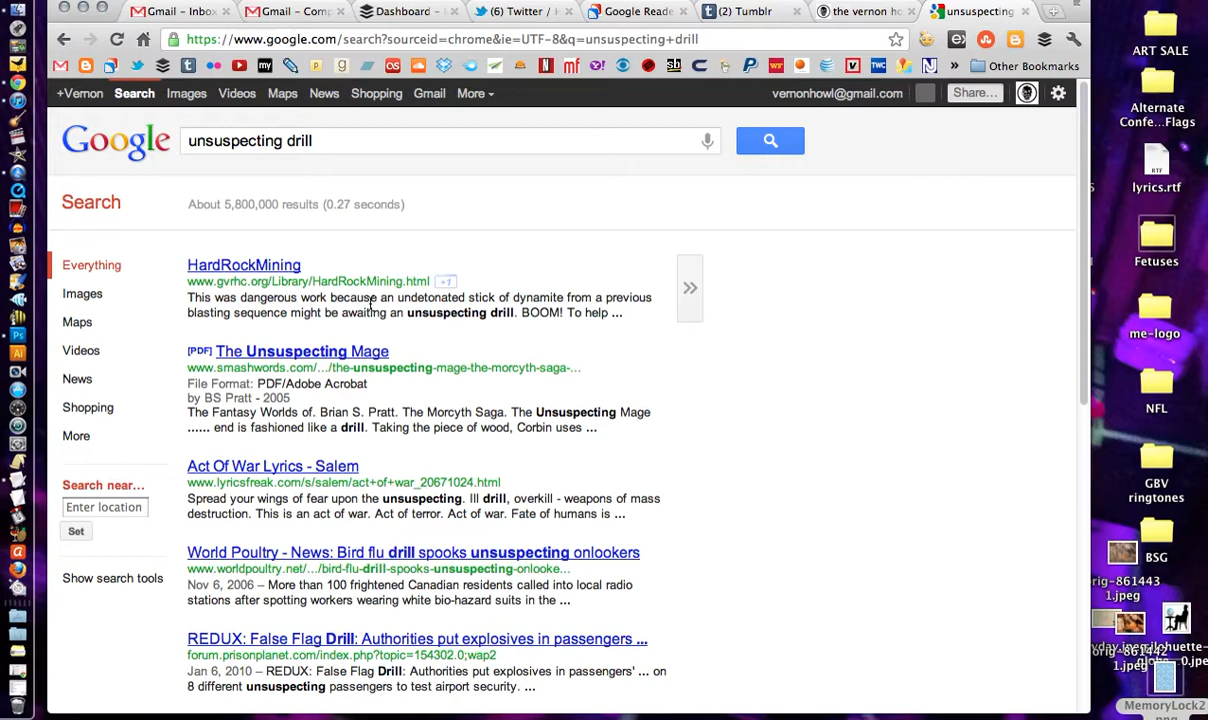 Gmail - Inbox
Gmail - Comp
Dashboard -
(6) Twitter / H
Google Reade
(2) Tumblr
the vernon ho
unsuspecting
https://www.google.com/search?sourceid=chrome&ie=UTF-8&q=unsuspecting+drill
Other Bookmarks
+Vernon Search Images Videos Maps News Shopping Gmail More
vernonhowl@gmail.com Share...
Google
unsuspecting drill
Search
About 5,800,000 results (0.27 seconds)
Everything
Images
Maps
Videos
News
Shopping
More
Search near...
Enter location
Set
Show search tools
HardRockMining
www.gvrhc.org/Library/HardRockMining.html +1
This was dangerous work because an undetonated stick of dynamite from a previous
blasting sequence might be awaiting an unsuspecting drill. BOOM! To help ...
[PDF] The Unsuspecting Mage
www.smashwords.com/.../the-unsuspecting-mage-the-morcyth-saga-...
File Format: PDF/Adobe Acrobat
by BS Pratt - 2005
The Fantasy Worlds of. Brian S. Pratt. The Morcyth Saga. The Unsuspecting Mage
...... end is fashioned like a drill. Taking the piece of wood, Corbin uses ...
Act Of War Lyrics - Salem
www.lyricsfreak.com/s/salem/act+of+war_20671024.html
Spread your wings of fear upon the unsuspecting. Ill drill, overkill - weapons of mass
destruction. This is an act of war. Act of terror. Act of war. Fate of humans is ...
World Poultry - News: Bird flu drill spooks unsuspecting onlookers
www.worldpoultry.net/.../bird-flu-drill-spooks-unsuspecting-onlooke...
Nov 6, 2006 – More than 100 frightened Canadian residents called into local radio
stations after spotting workers wearing white bio-hazard suits in the ...
REDUX: False Flag Drill: Authorities put explosives in passengers ...
forum.prisonplanet.com/index.php?topic=154302.0;wap2
Jan 6, 2010 – REDUX: False Flag Drill: Authorities put explosives in passengers' ... on
8 different unsuspecting passengers to test airport security. ...
ART SALE
Alternate
Confe...Flags
lyrics.rtf
Fetuses
me-logo
NFL
GBV
ringtones
BSG
orig-861443
1.jpeg
MemoryLock2